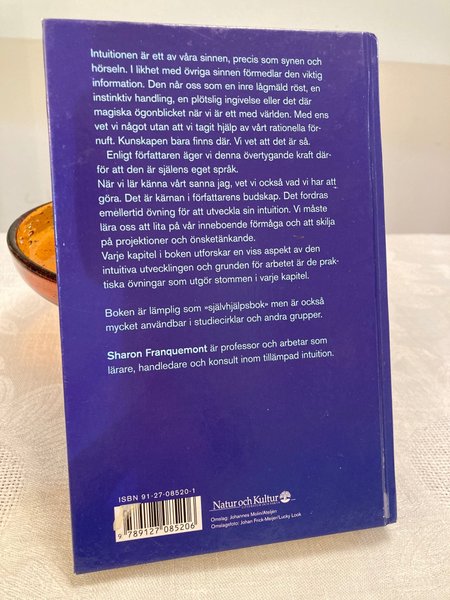 Intuitionen är ett av våra sinnen, precis som synen och
hörseln. I likhet med övriga sinnen förmedlar den viktig
information. Den når oss som en inre lågmäld röst, en
instinktiv handling, en plötslig ingivelse eller det där
magiska ögonblicket när vi är ett med världen. Med ens
vet vi något utan att vi tagit hjälp av vårt rationella för-
nuft. Kunskapen bara finns där. Vi vet att det är så.
Enligt författaren äger vi denna övertygande kraft där-
för att den är själens eget språk.
När vi lär känna vårt sanna jag, vet vi också vad vi har att
göra. Det är kärnan i författarens budskap. Det fordras
emellertid övning för att utveckla sin intuition. Vi måste
lära oss att lita på vår inneboende förmåga och att skilja
på projektioner och önsketänkande.
Varje kapitel i boken utforskar en viss aspekt av den
intuitiva utvecklingen och grunden för arbetet är de prak-
tiska övningar som utgör stommen i varje kapitel.
Boken är lämplig som »självhjälpsbok» men är också
mycket användbar i studiecirklar och andra grupper.
Sharon Franquemont är professor och arbetar som
lärare, handledare och konsult inom tillämpad intuition.
ISBN 91-27-08520-1
9 789127 085206
Natur och Kultur
Omslag: Johannes Molin/Ateljén
Omslagsfoto: Johan Frick-Meijer/Lucky Look